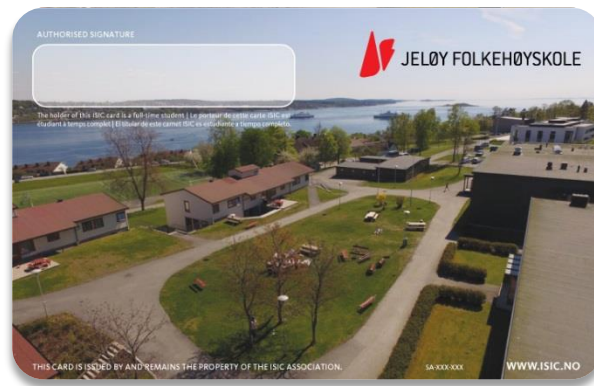 AUTHORISED SIGNATURE
JELØY FOLKEHØYSKOLE
The holder of this ISIC card is a full-time student | Le porteur de cette carte ISIC est
étudiant à temps complet | El titular de este carnet ISIC es estudiante a tiempo completo.
THIS CARD IS ISSUED BY AND REMAINS THE PROPERTY OF THE ISIC ASSOCIATION.
SA-XXX-XXX
WWW.ISIC.NO